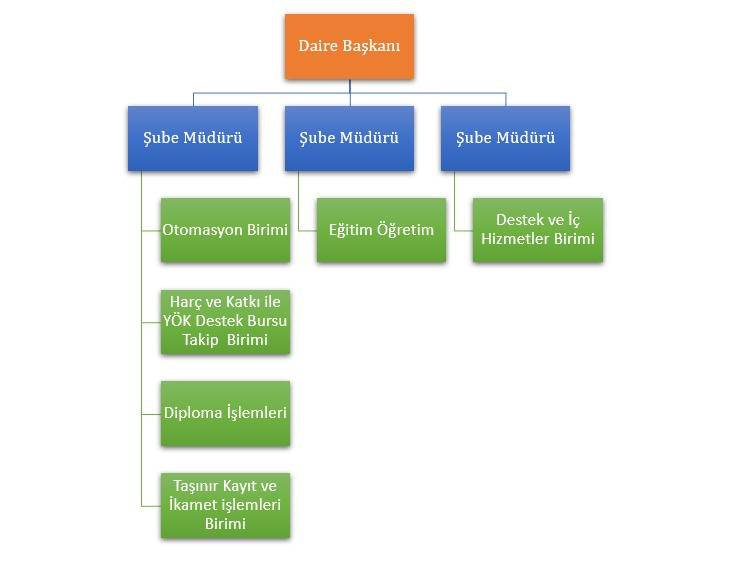 Daire Başkanı
Şube Müdürü
Şube Müdürü
Şube Müdürü
Otomasyon Birimi
Eğitim Öğretim
Destek ve İç
Hizmetler Birimi
Harç ve Katkı ile
YÖK Destek Bursu
Takip Birimi
Diploma İşlemleri
Taşınır Kayıt ve
İkamet işlemleri
Birimi